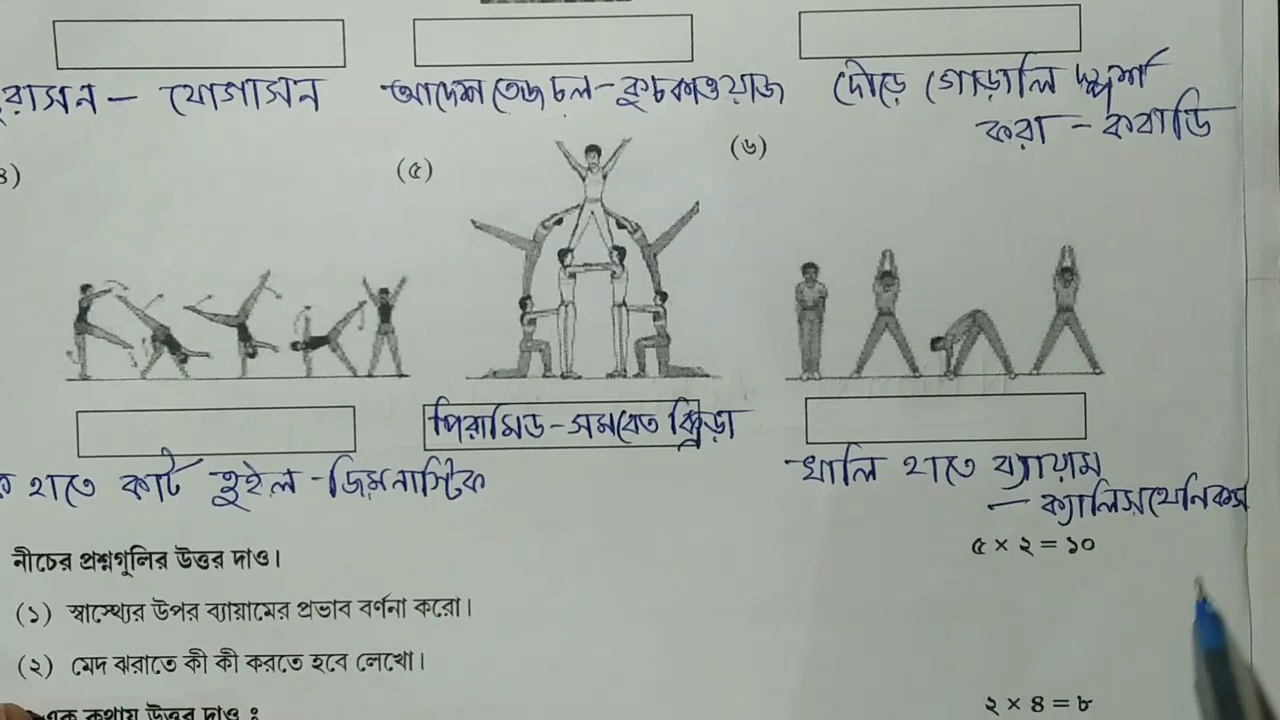 রাসন - যোগাসন
আদেশ তেজ চল - কুচকাওয়াজ
দৌড়ে গোড়ালি স্পর্শ
করা - কবাডি
৪)
(৫)
(৬)
পিরামিড - সমবেত ক্রিড়া
ক হাতে কার্ট হুইল - জিমনাস্টিক
খালি হাতে ব্যায়াম
- ক্যালিসথেনিকস
নীচের প্রশ্নগুলির উত্তর দাও।
৫ × ২ = ১০
(১) স্বাস্থ্যের উপর ব্যায়ামের প্রভাব বর্ণনা করো।
(২) মেদ ঝরাতে কী কী করতে হবে লেখো।
এক কথায় উত্তর দাও :
২ × ৪ = ৮